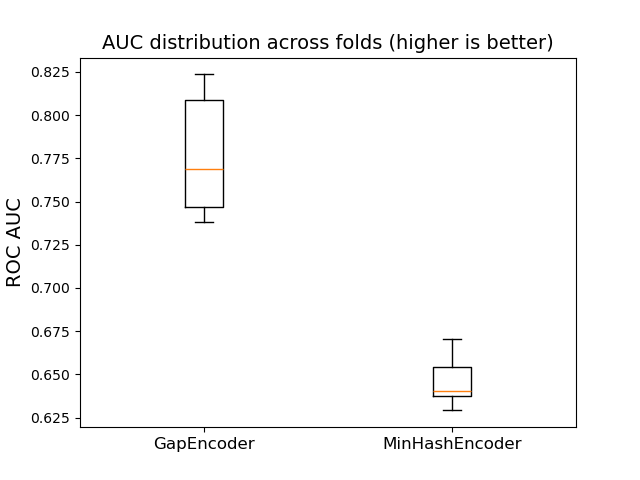 AUC distribution across folds (higher is better)
0.825
0.800
0.775
0.750
0.725
0.700
0.675
0.650
0.625
ROC AUC
GapEncoder
MinHashEncoder